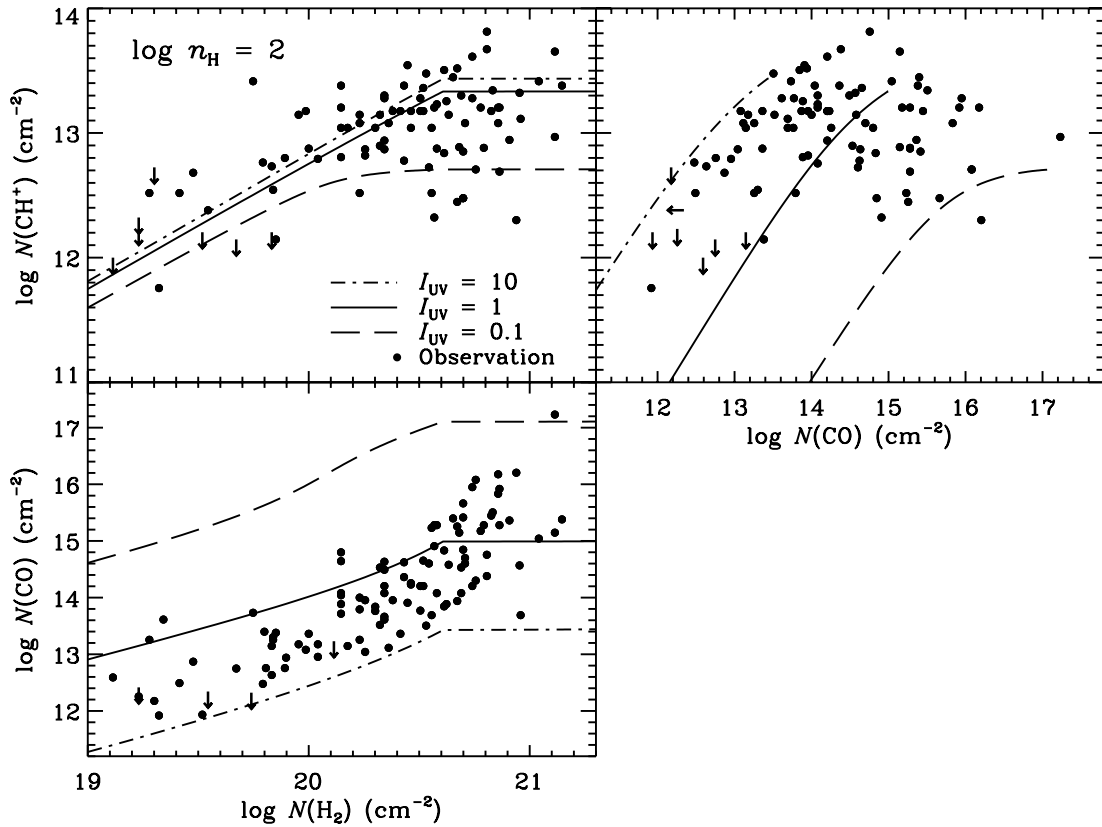 14
13
12
11
log N(CH⁺) (cm⁻²)
log n_H = 2
I_UV = 10
I_UV = 1
I_UV = 0.1
Observation
12 13 14 15 16 17
log N(CO) (cm⁻²)
17
16
15
14
13
12
log N(CO) (cm⁻²)
19 20 21
log N(H₂) (cm⁻²)